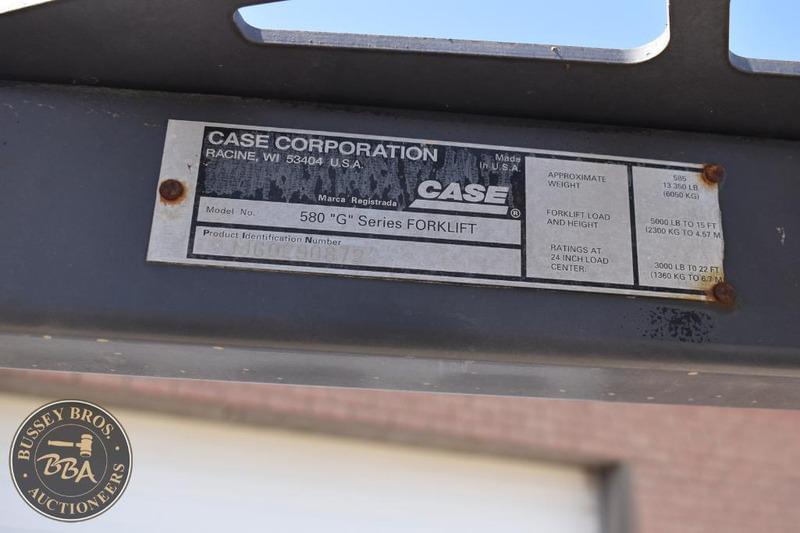 CASE CORPORATION
RACINE, WI 53404 U.S.A.
Made
in U.S.A.
Marca Registrada
CASE®
Model No.
580 "G" Series FORKLIFT
Product Identification Number
APPROXIMATE
WEIGHT
585
13 350 LB
(6050 KG)
FORKLIFT LOAD
AND HEIGHT
5000 LB TO 15 FT
(2300 KG TO 4.57 M
RATINGS AT
24 INCH LOAD
CENTER.
3000 LB TO 22 FT
(1360 KG TO 6.7 M
BUSSEY BROS.
BBA
AUCTIONEERS